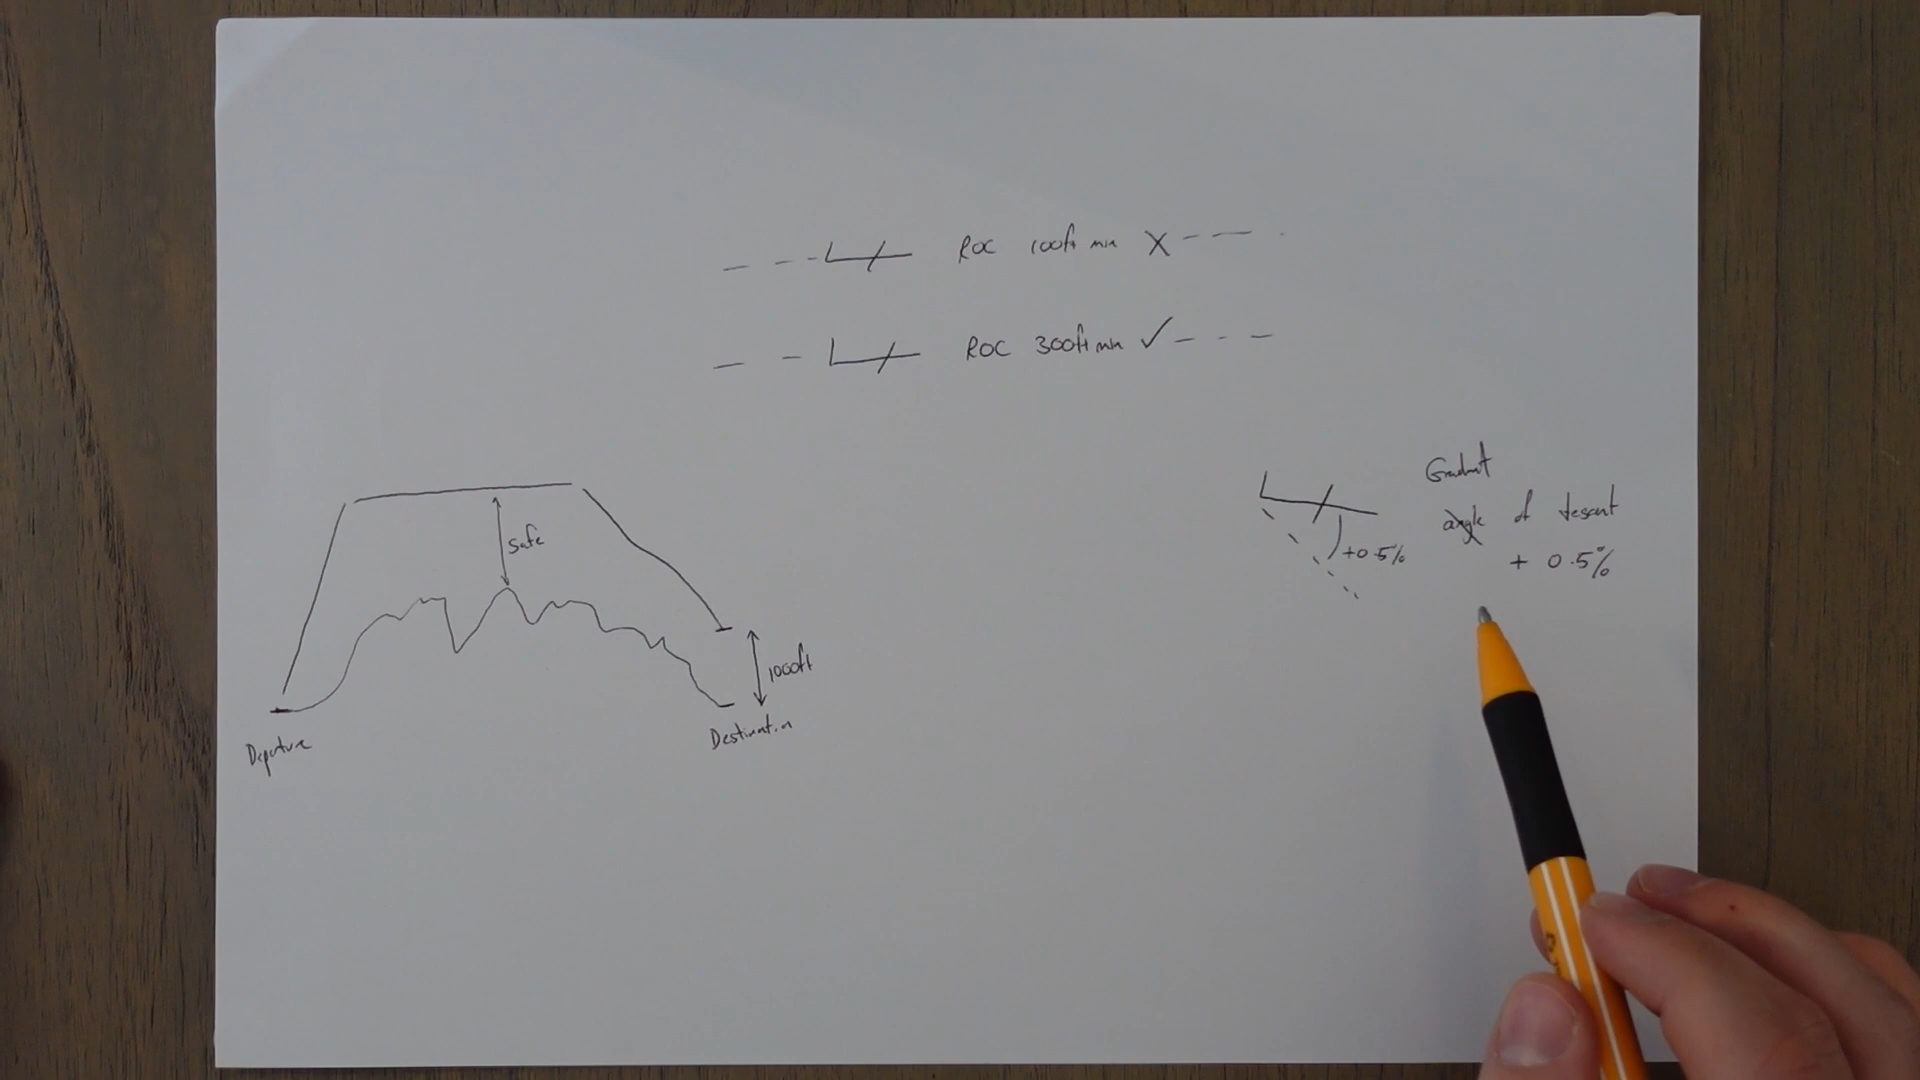 ROC 100ft min X
ROC 300ft min ✓
Gradient
angle of descent
+ 0.5%
+0.5%
Safe
1000ft
Departure
Destination